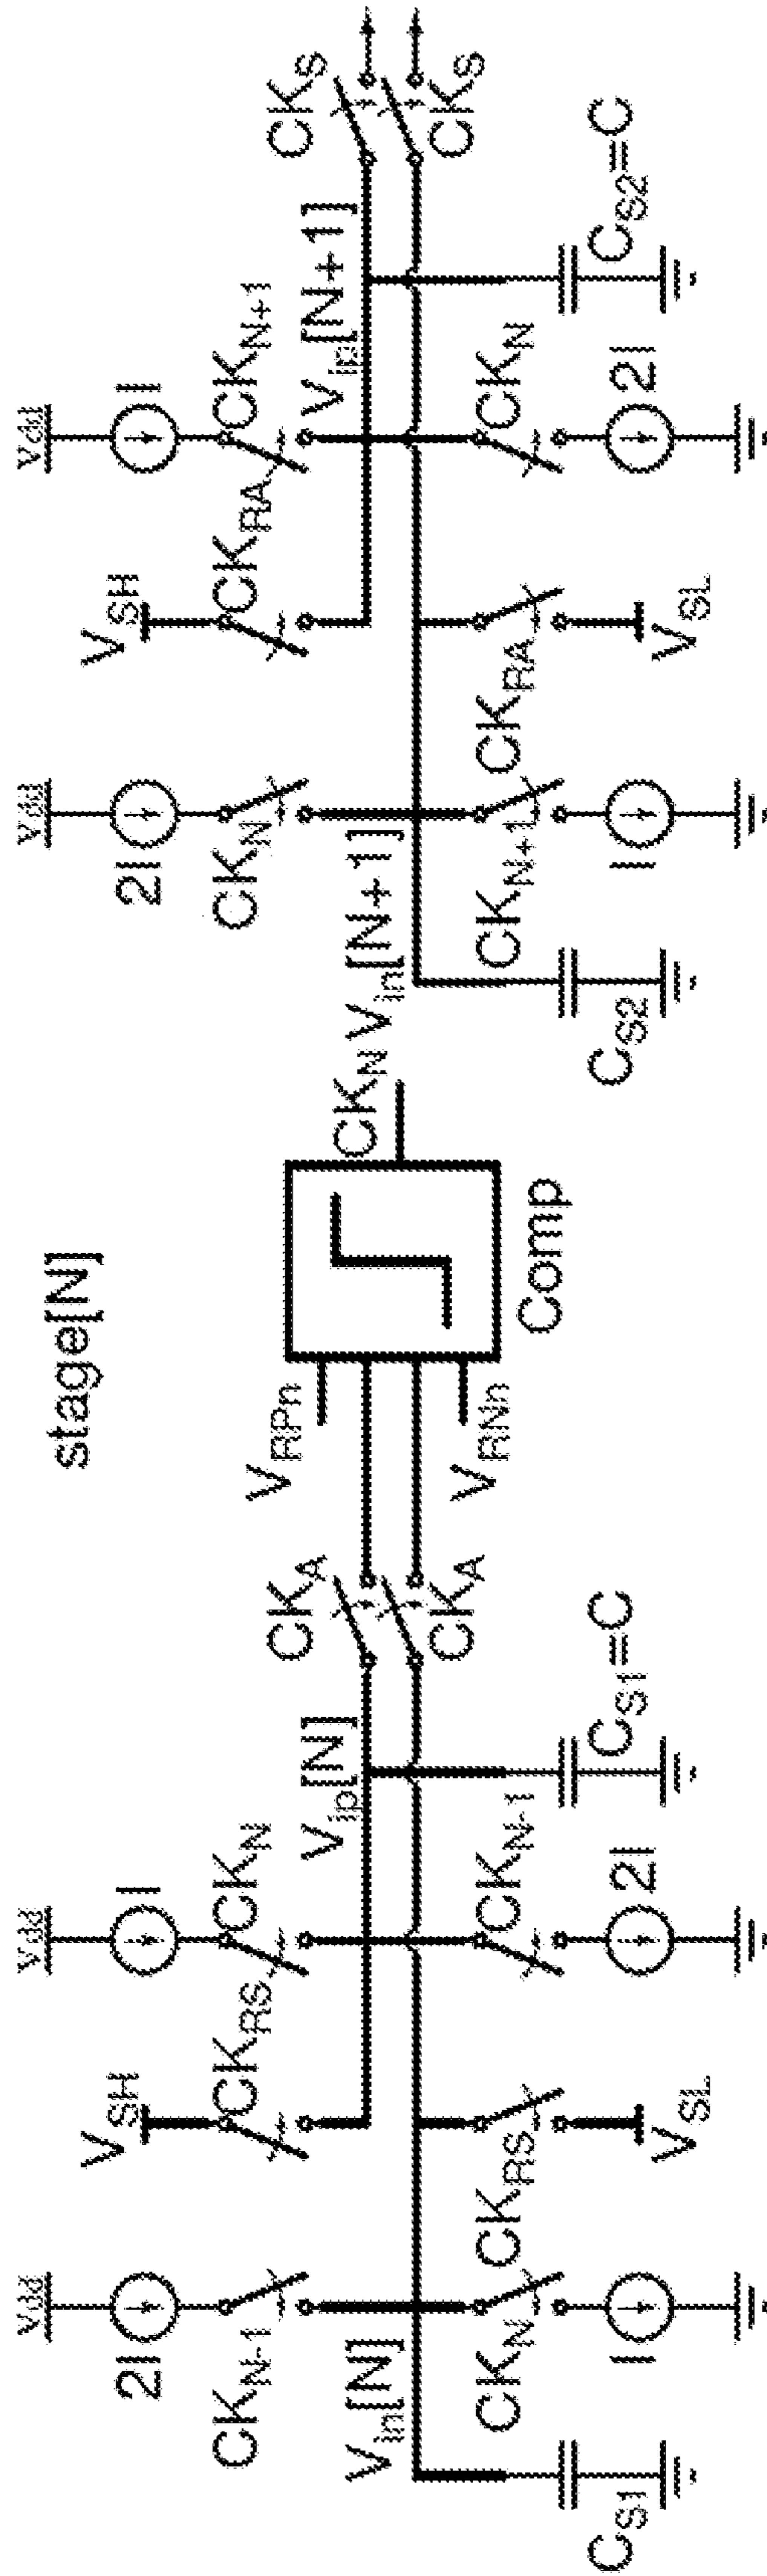 stage[N]
Vdd
Vdd
Vdd
Vdd
2I
V_SH
I
2I
V_SH
I
CK_N-1
CK_RS
CK_N
CK_N
CK_RA
CK_N+1
V_in[N]
V_ip[N]
CK_A
V_RPn
CK_N
V_in[N+1]
V_ip[N+1]
CK_S
CK_N
CK_RS
CK_N-1
CK_A
V_RNn
Comp
CK_N+1
CK_RA
CK_N
CK_S
C_S1
I
V_SL
2I
C_S1=C
C_S2
I
V_SL
2I
C_S2=C